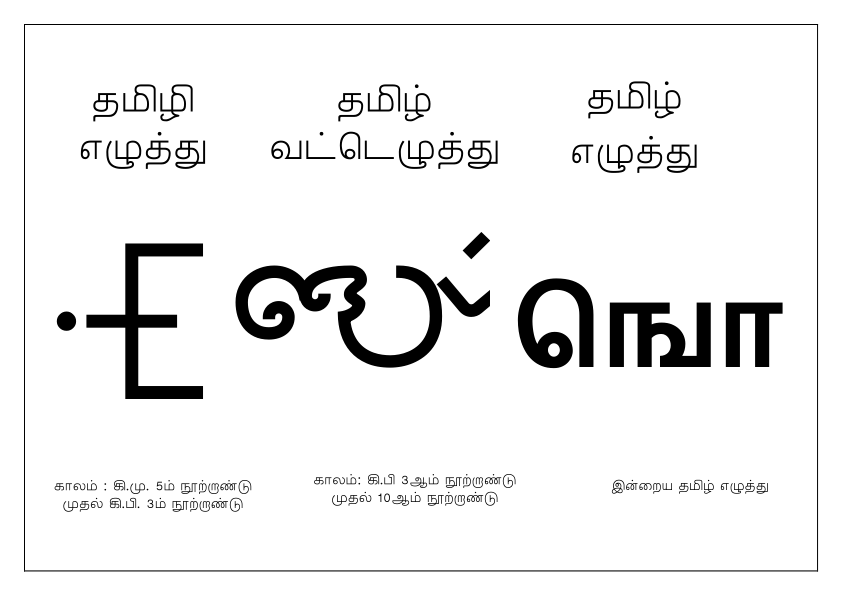 தமிழி
எழுத்து
தமிழ்
வட்டெழுத்து
தமிழ்
எழுத்து
ஙொ
காலம் : கி.மு. 5ம் நூற்றாண்டு
முதல் கி.பி. 3ம் நூற்றாண்டு
காலம்: கி.பி 3ஆம் நூற்றாண்டு
முதல் 10ஆம் நூற்றாண்டு
இன்றைய தமிழ் எழுத்து